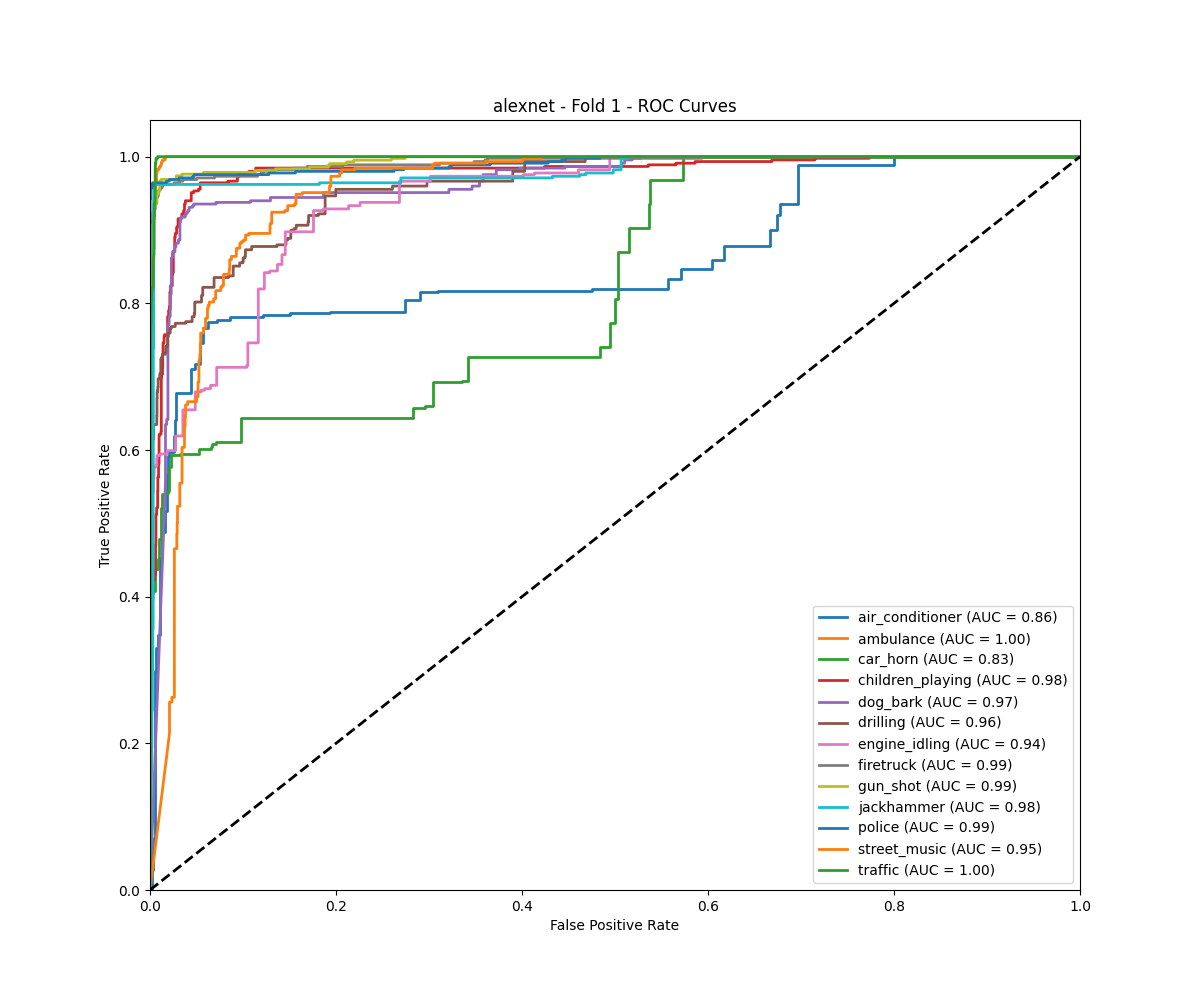 alexnet - Fold 1 - ROC Curves
1.0
0.8
0.6
0.4
0.2
0.0
True Positive Rate
0.0 0.2 0.4 0.6 0.8 1.0
False Positive Rate
air_conditioner (AUC = 0.86)
ambulance (AUC = 1.00)
car_horn (AUC = 0.83)
children_playing (AUC = 0.98)
dog_bark (AUC = 0.97)
drilling (AUC = 0.96)
engine_idling (AUC = 0.94)
firetruck (AUC = 0.99)
gun_shot (AUC = 0.99)
jackhammer (AUC = 0.98)
police (AUC = 0.99)
street_music (AUC = 0.95)
traffic (AUC = 1.00)